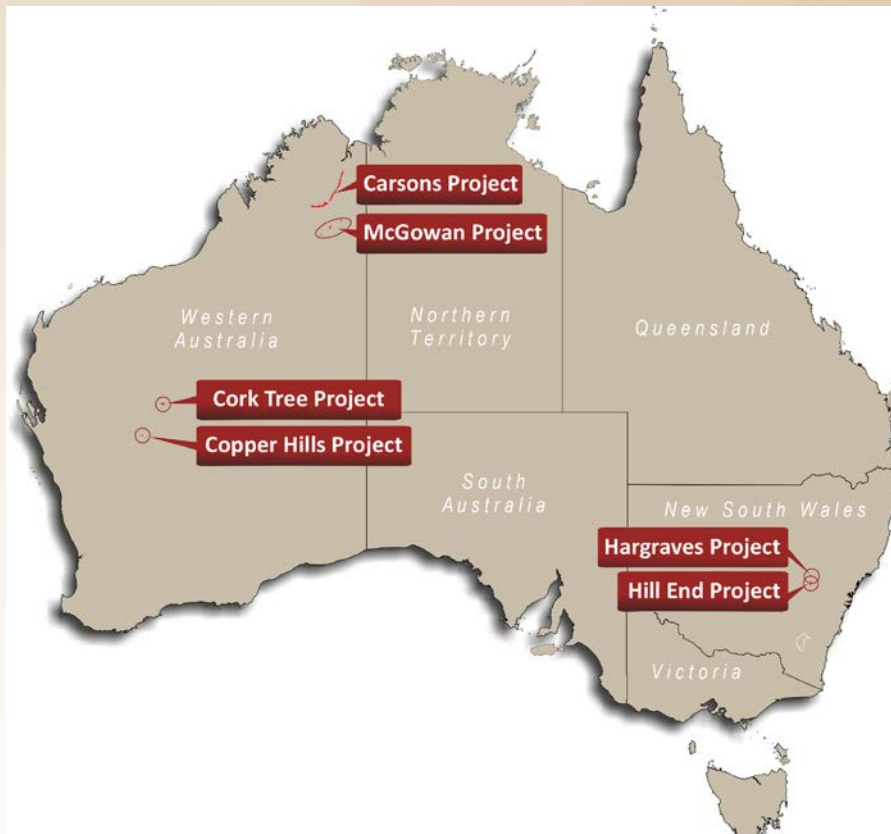 Carsons Project
McGowan Project
Western
Australia
Northern
Territory
Queensland
Cork Tree Project
Copper Hills Project
South
Australia
New South Wales
Hargraves Project
Hill End Project
Victoria